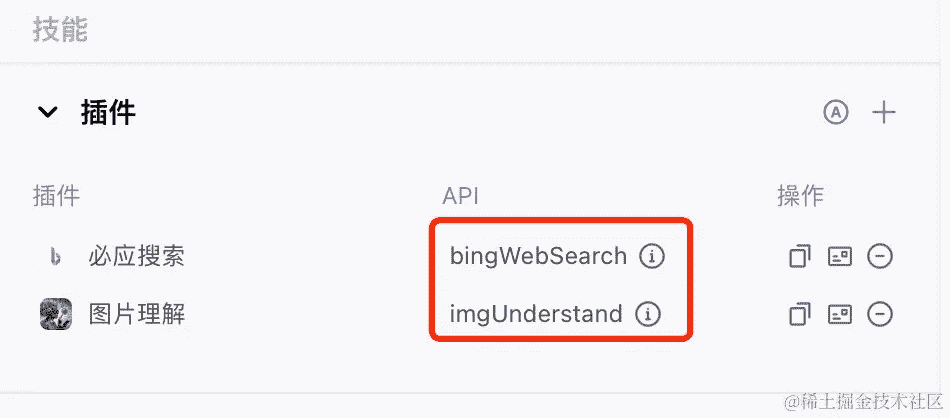 技能
插件
插件 API 操作
必应搜索 bingWebSearch
图片理解 imgUnderstand
@稀土掘金技术社区